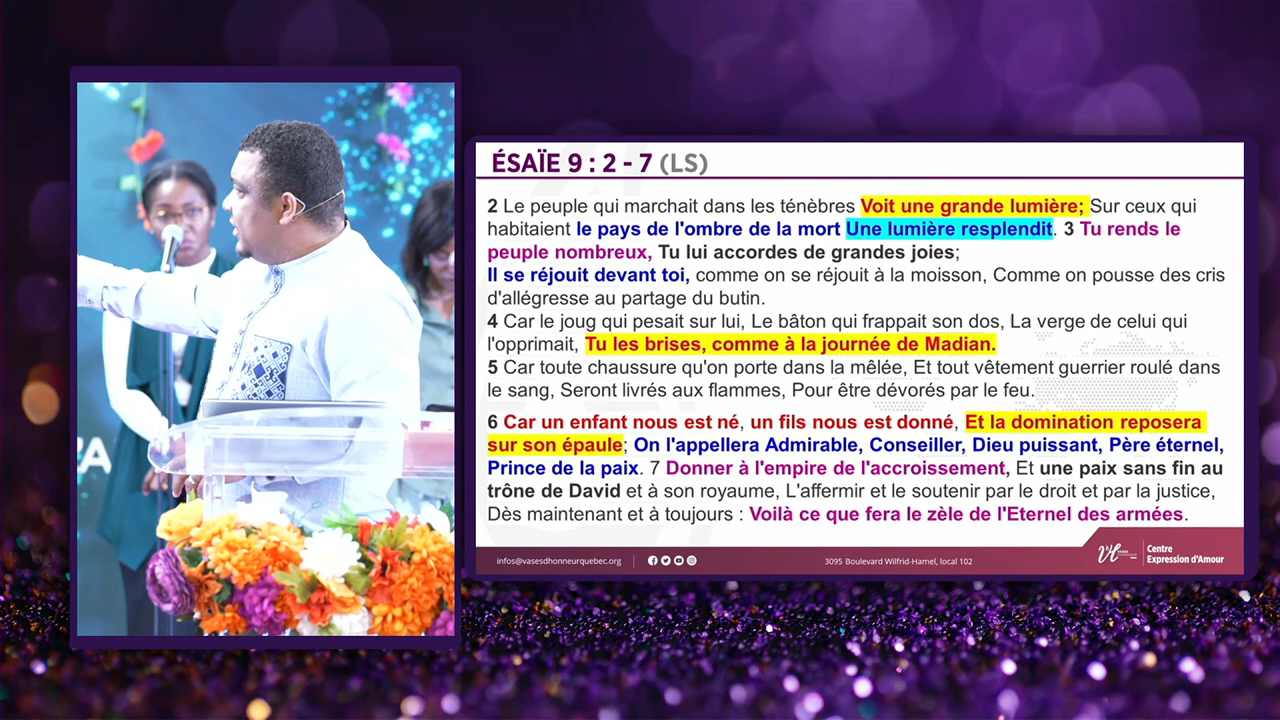 ÉSAÏE 9 : 2 - 7 (LS)
2 Le peuple qui marchait dans les ténèbres Voit une grande lumière; Sur ceux qui
habitaient le pays de l'ombre de la mort Une lumière resplendit. 3 Tu rends le
peuple nombreux, Tu lui accordes de grandes joies;
Il se réjouit devant toi, comme on se réjouit à la moisson, Comme on pousse des cris
d'allégresse au partage du butin.
4 Car le joug qui pesait sur lui, Le bâton qui frappait son dos, La verge de celui qui
l'opprimait, Tu les brises, comme à la journée de Madian.
5 Car toute chaussure qu'on porte dans la mêlée, Et tout vêtement guerrier roulé dans
le sang, Seront livrés aux flammes, Pour être dévorés par le feu.
6 Car un enfant nous est né, un fils nous est donné, Et la domination reposera
sur son épaule; On l'appellera Admirable, Conseiller, Dieu puissant, Père éternel,
Prince de la paix. 7 Donner à l'empire de l'accroissement, Et une paix sans fin au
trône de David et à son royaume, L'affermir et le soutenir par le droit et par la justice,
Dès maintenant et à toujours : Voilà ce que fera le zèle de l'Eternel des armées.
infos@vasesdhonneurquebec.org
3095 Boulevard Wilfrid-Hamel, local 102
Centre
Expression d'Amour